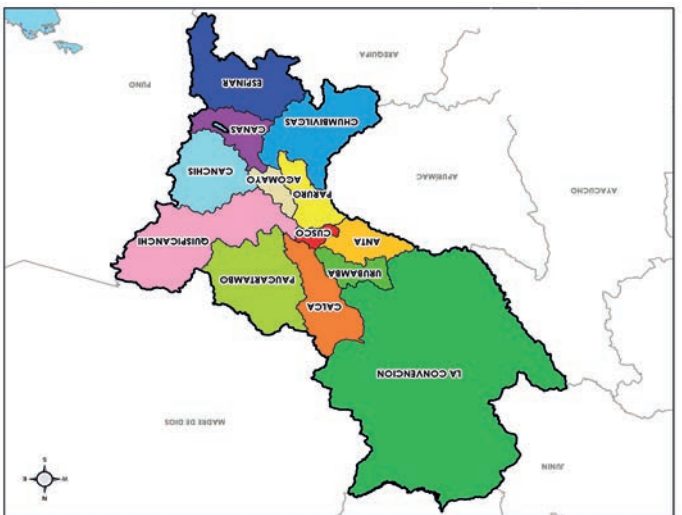 N
W E
S
JUNIN
MADRE DE DIOS
LA CONVENCION
CALCA
URUBAMBA
PAUCARTAMBO
ANTA
QUISPICANCHI
CUSCO
AYACUCHO
PARURO
APURÍMAC
ACOMAYO
CANCHIS
CANAS
CHUMBIVILCAS
ESPINAR
PUNO
AREQUIPA